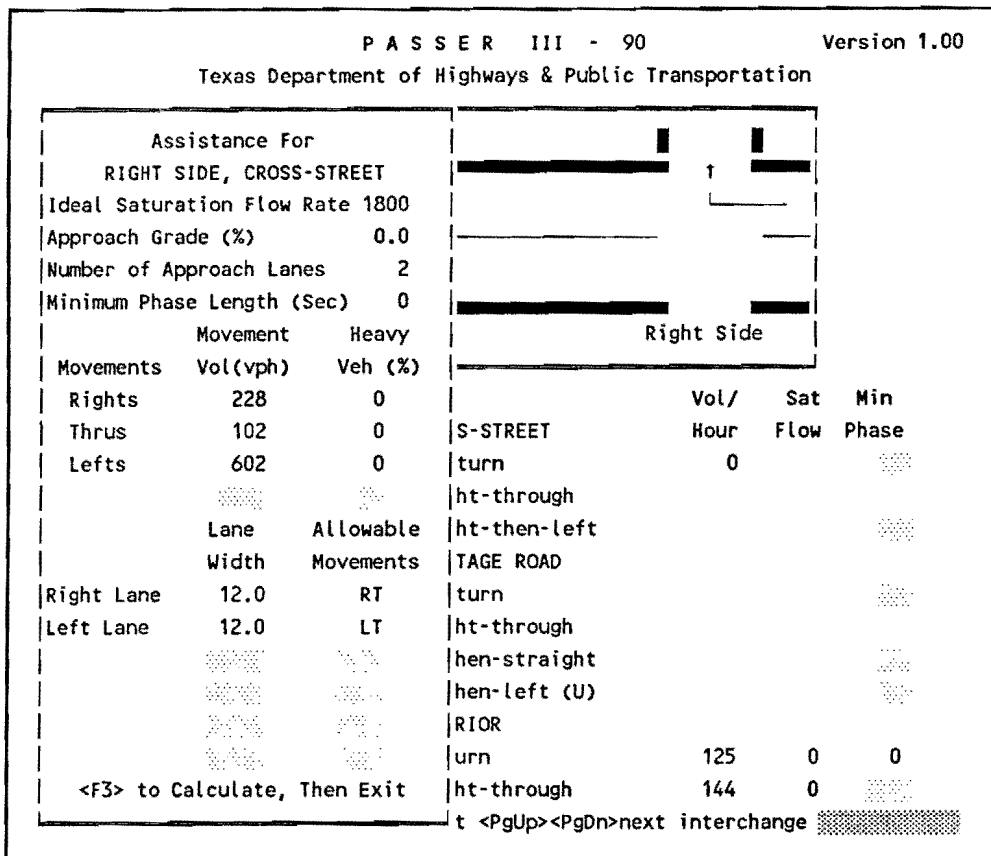 P A S S E R III - 90 Version 1.00
Texas Department of Highways & Public Transportation
Assistance For
RIGHT SIDE, CROSS-STREET
Ideal Saturation Flow Rate 1800
Approach Grade (%) 0.0
Number of Approach Lanes 2
Minimum Phase Length (Sec) 0
Movement Heavy
Movements Vol(vph) Veh (%)
Rights 228 0
Thrus 102 0
Lefts 602 0
Lane Allowable
Width Movements
Right Lane 12.0 RT
Left Lane 12.0 LT
<F3> to Calculate, Then Exit
Right Side
Vol/ Sat Min
S-STREET Hour Flow Phase
turn 0
ht-through
ht-then-left
TAGE ROAD
turn
ht-through
hen-straight
hen-left (U)
RIOR
urn 125 0 0
ht-through 144 0
t <PgUp><PgDn>next interchange